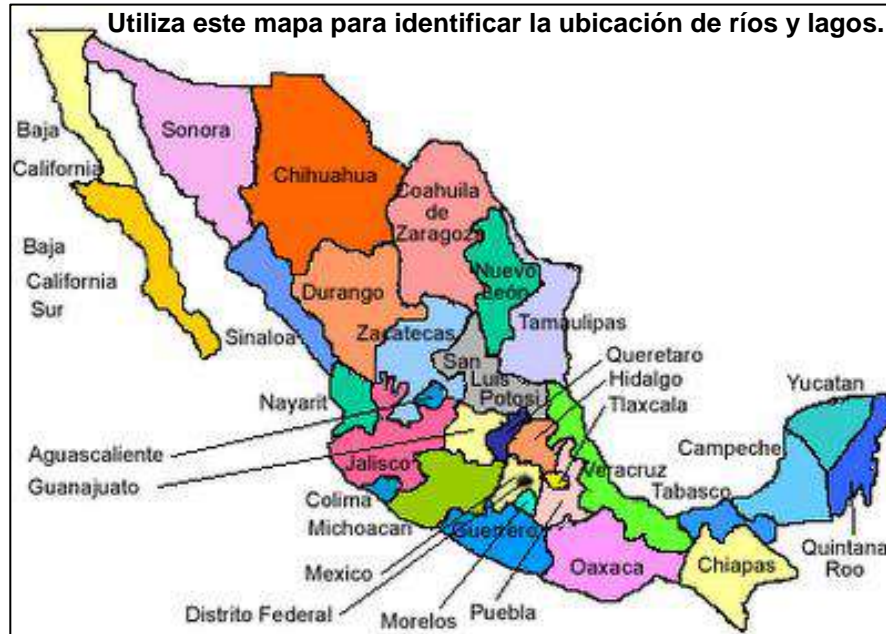 Utiliza este mapa para identificar la ubicación de ríos y lagos.
Baja
California
Sonora
Chihuahua
Coahuila
de
Zaragoza
Baja
California
Sur
Nuevo
León
Durango
Sinaloa
Zacatecas
Tamaulipas
San
Luis
Potosi
Queretaro
Hidalgo
Tlaxcala
Nayarit
Yucatan
Aguascaliente
Guanajuato
Jalisco
Campeche
Veracruz
Tabasco
Colima
Michoacan
Guerrero
Mexico
Distrito Federal
Morelos
Puebla
Oaxaca
Chiapas
Quintana
Roo